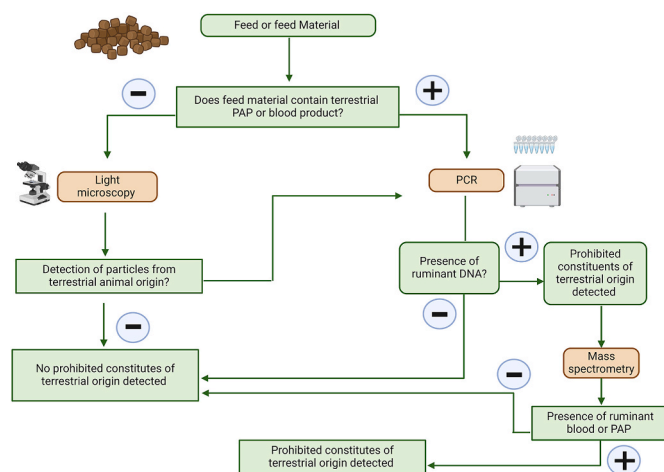 Feed or feed Material
Does feed material contain terrestrial
PAP or blood product?
Light
microscopy
PCR
Detection of particles from
terrestrial animal origin?
Presence of
ruminant DNA?
Prohibited
constituents of
terrestrial origin
detected
No prohibited constitutes of
terrestrial origin detected
Mass
spectrometry
Presence of ruminant
blood or PAP
Prohibited constitutes of
terrestrial origin detected